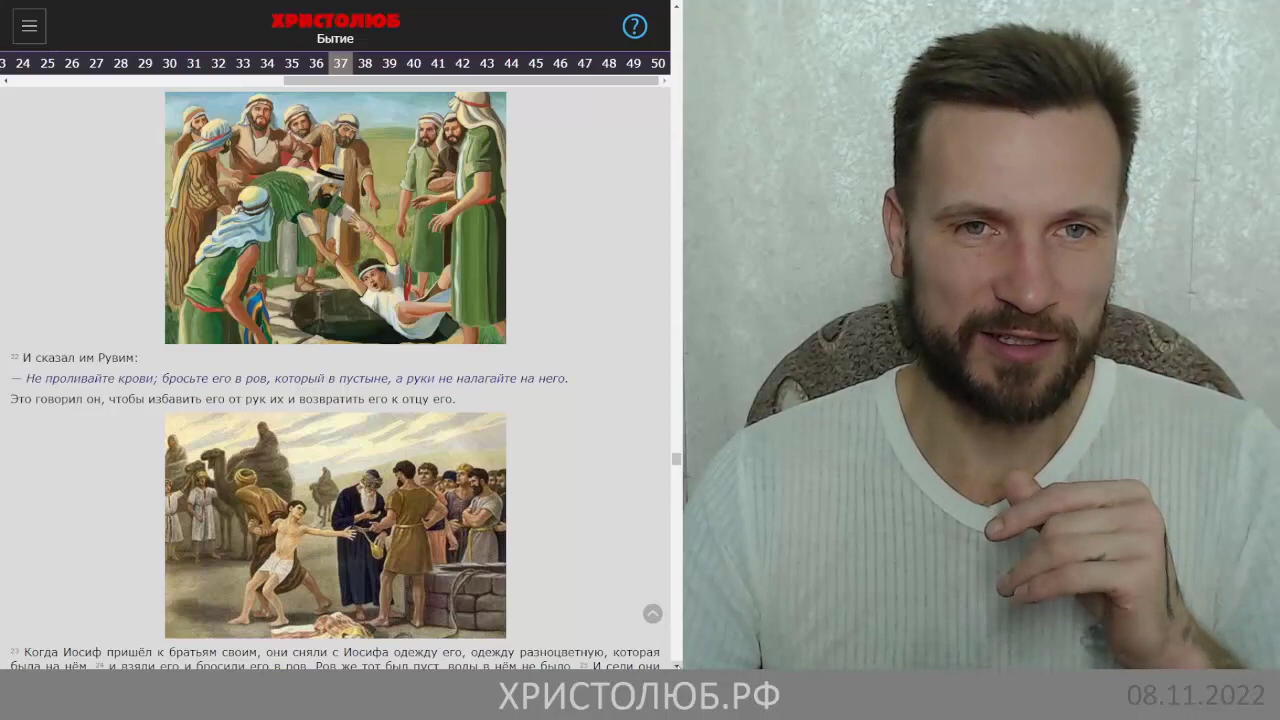 ХРИСТОЛЮБ
Бытие
3 24 25 26 27 28 29 30 31 32 33 34 35 36 37 38 39 40 41 42 43 44 45 46 47 48 49 50
22 И сказал им Рувим:
— Не проливайте крови; бросьте его в ров, который в пустыне, а руки не налагайте на него.
Это говорил он, чтобы избавить его от рук их и возвратить его к отцу его.
23 Когда Иосиф пришёл к братьям своим, они сняли с Иосифа одежду его, одежду разноцветную, которая
была на нём, 24 и взяли его и бросили его в ров. Ров же тот был пуст, воды в нём не было. 25 И сели они
ХРИСТОЛЮБ.РФ
08.11.2022